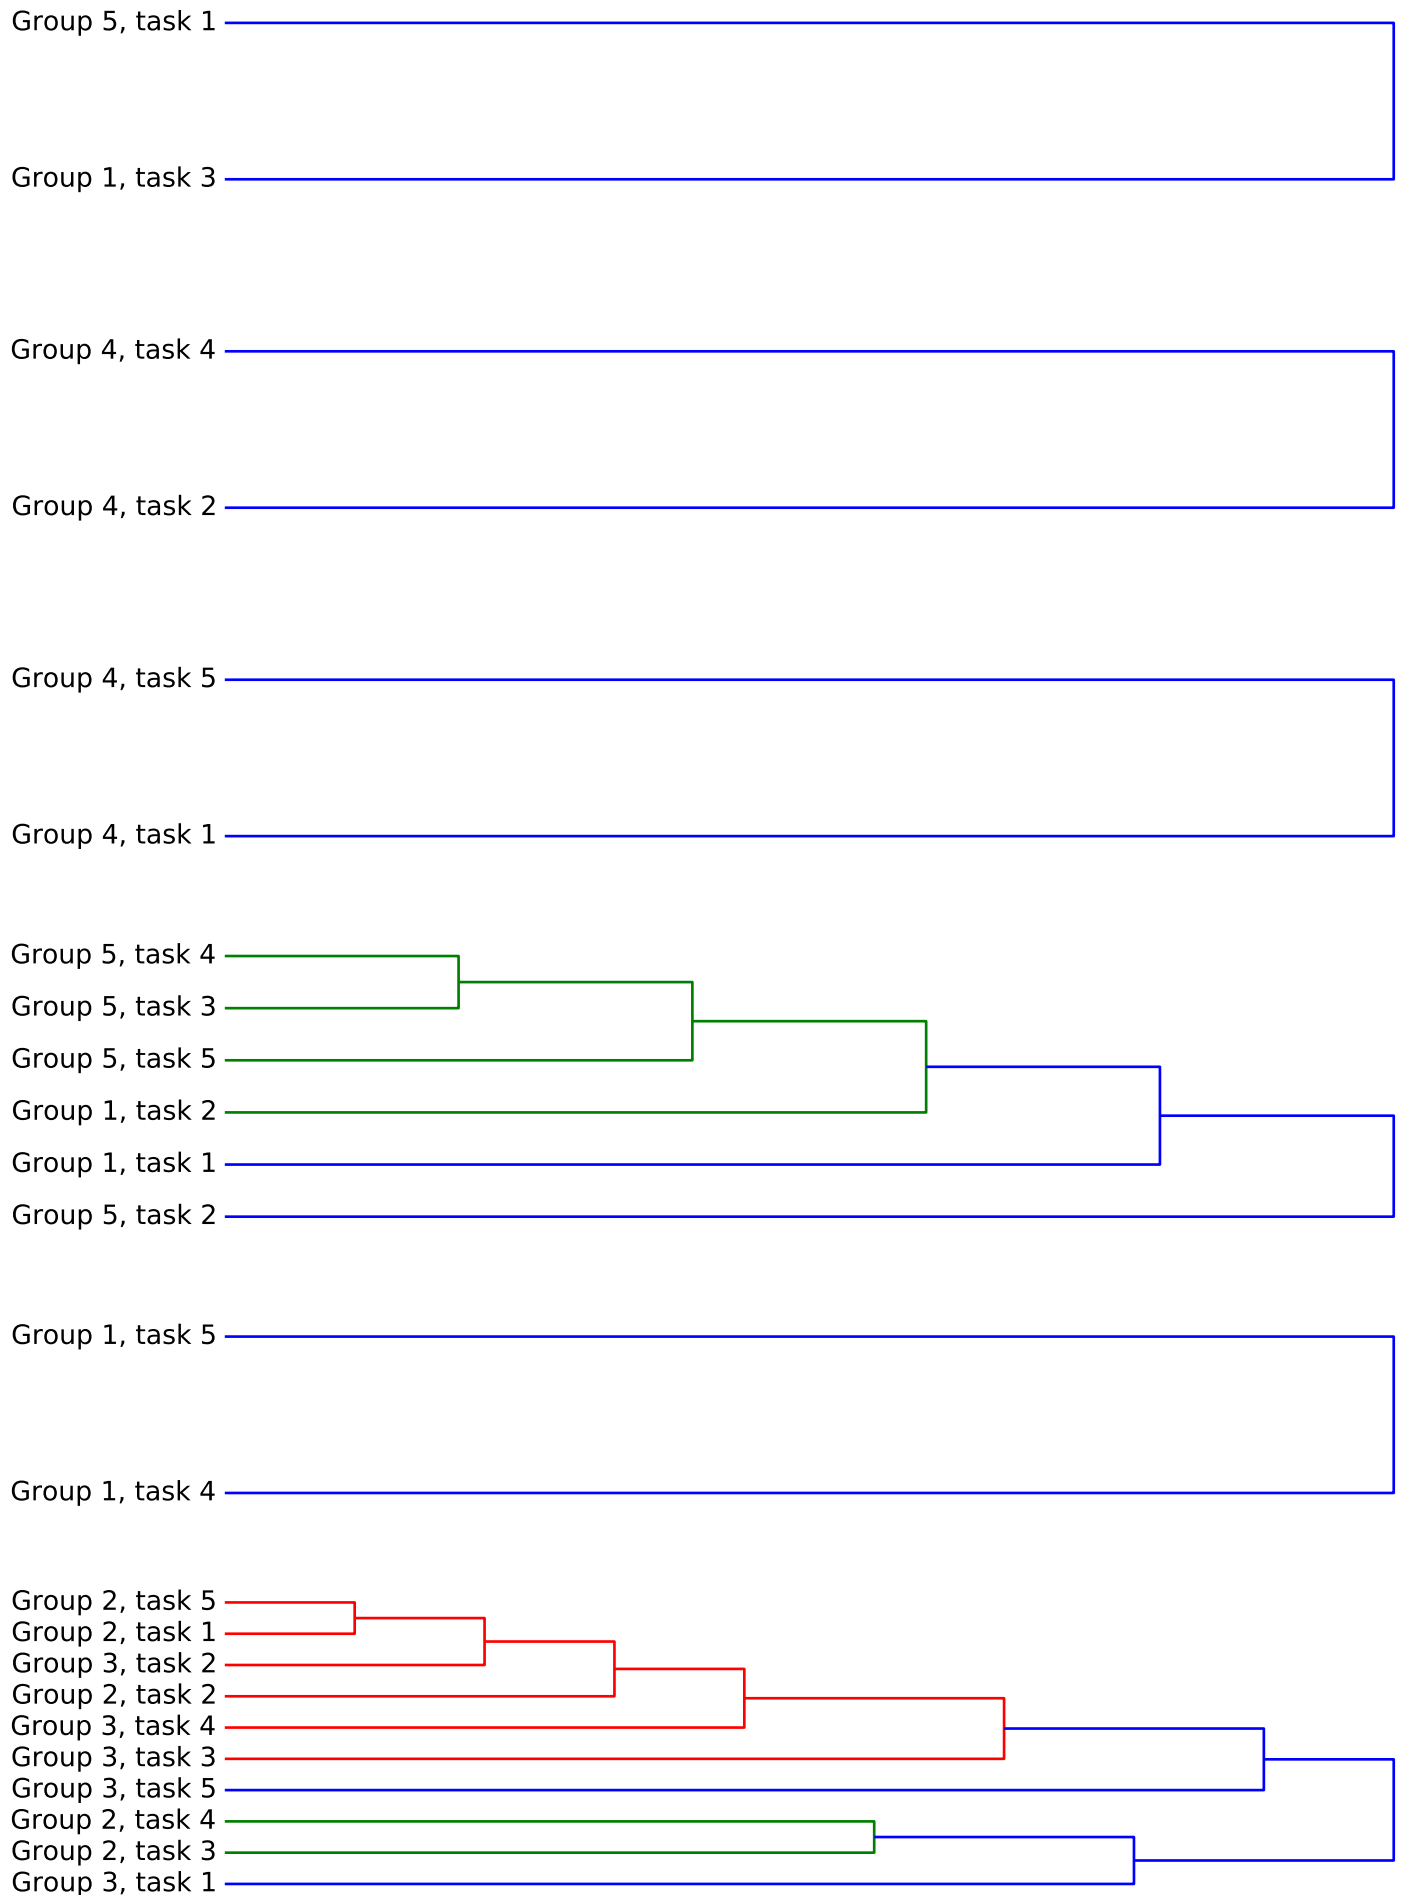 Group 5, task 1
Group 1, task 3
Group 4, task 4
Group 4, task 2
Group 4, task 5
Group 4, task 1
Group 5, task 4
Group 5, task 3
Group 5, task 5
Group 1, task 2
Group 1, task 1
Group 5, task 2
Group 1, task 5
Group 1, task 4
Group 2, task 5
Group 2, task 1
Group 3, task 2
Group 2, task 2
Group 3, task 4
Group 3, task 3
Group 3, task 5
Group 2, task 4
Group 2, task 3
Group 3, task 1